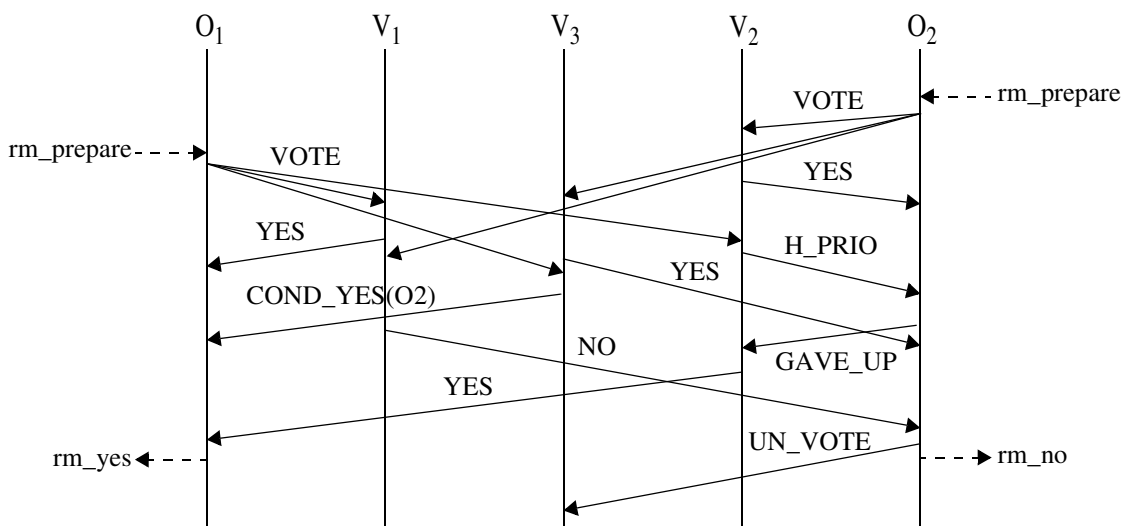 O1 V1 V3 V2 O2
VOTE rm_prepare
rm_prepare VOTE
YES
YES H_PRIO
YES
COND_YES(O2)
NO
GAVE_UP
YES
UN_VOTE
rm_yes rm_no